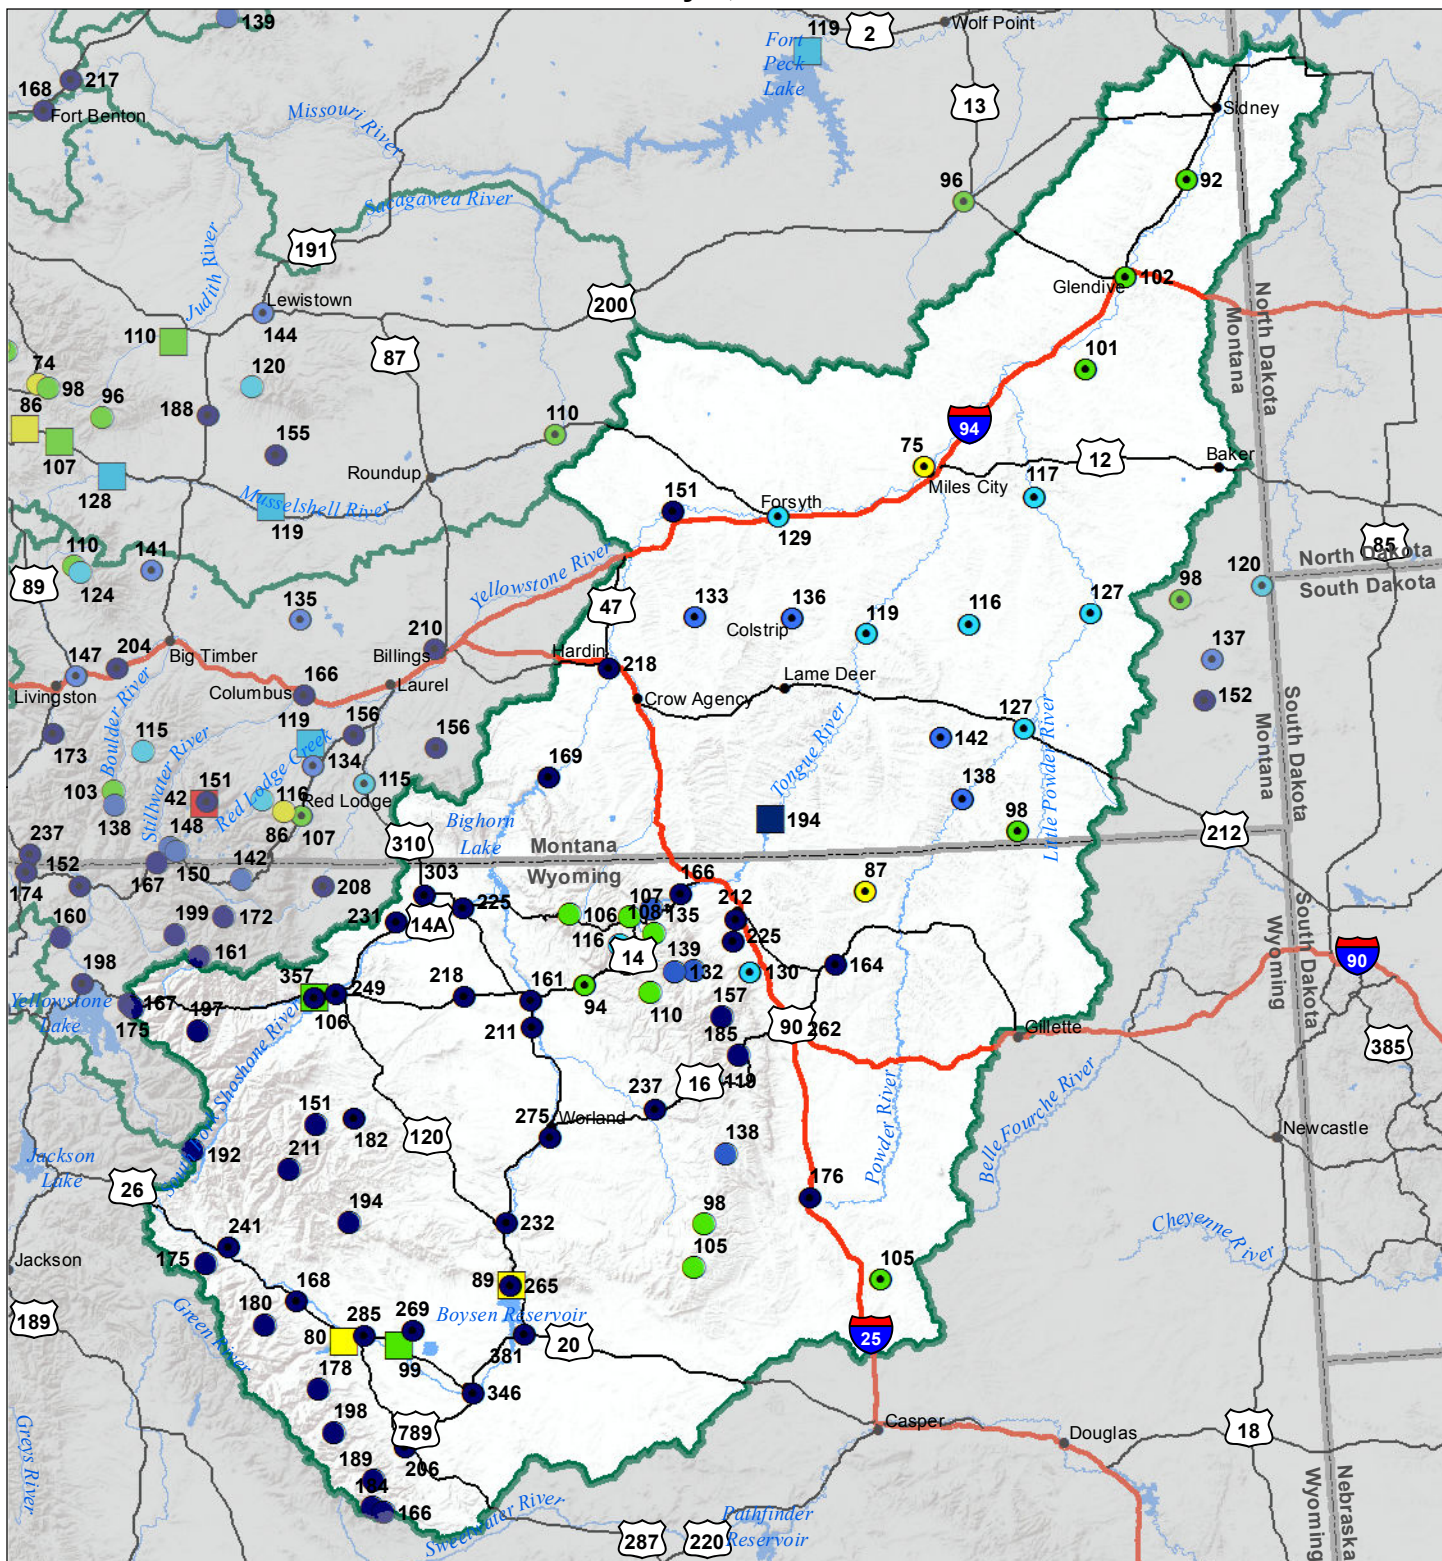 139
119
2
Wolf Point
Fort
Peck
Lake
168
217
Fort Benton
13
Sidney
Missouri River
96
92
Sacagawea River
191
Judith River
Lewistown
144
200
Glendive
102
North Dakota
Montana
110
87
101
74
98
120
86
96
188
107
155
110
94
75
12
Baker
Roundup
Miles City
117
128
Musselshell River
119
151
Forsyth
129
85
North Dakota
South Dakota
110
141
89
124
Yellowstone River
120
98
135
47
133
136
119
116
127
Colstrip
210
Billings
Hardin
218
204
Big Timber
147
166
Columbus
Laurel
Livingston
Crow Agency
Lame Deer
137
152
South Dakota
Montana
173
Boulder River
115
Stillwater River
119
156
156
134
Red Lodge Creek
127
142
Tongue River
Little Powder River
169
138
103
138
151
42
116
115
Red Lodge
86
107
194
98
212
Bighorn
Lake
310
237
148
152
167
150
142
174
208
Montana
Wyoming
303
166
87
107
106
108
135
212
225
231
14A
199
172
160
161
116
14
225
139
132
130
164
South Dakota
Wyoming
90
198
357
249
218
161
94
110
157
Yellowstone
Lake
167
175
197
106
211
185
90
262
Gillette
385
South Fork Shoshone River
119
16
237
275
Worland
151
182
120
Powder River
Belle Fourche River
Newcastle
192
211
138
Jackson
Lake
26
176
194
232
98
Cheyenne River
241
175
105
105
Jackson
89
265
168
180
285
269
Boysen Reservoir
189
Green River
80
99
381
20
25
178
346
198
789
Casper
Douglas
18
189
206
184
166
Greys River
Sweetwater River
287
220
Pathfinder
Reservoir
Nebraska
Wyoming